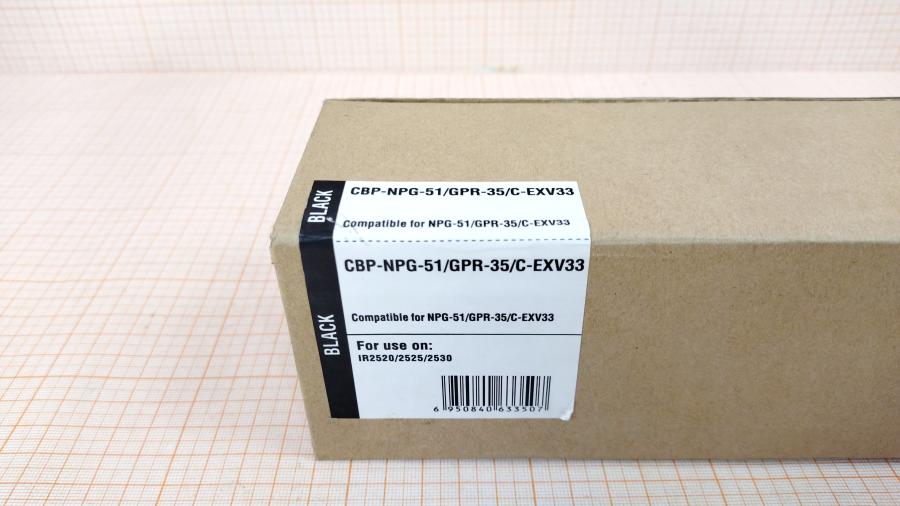 BLACK
CBP-NPG-51/GPR-35/C-EXV33
Compatible for NPG-51/GPR-35/C-EXV33
BLACK
CBP-NPG-51/GPR-35/C-EXV33
Compatible for NPG-51/GPR-35/C-EXV33
For use on:
IR2520/2525/2530
6 950840 633507